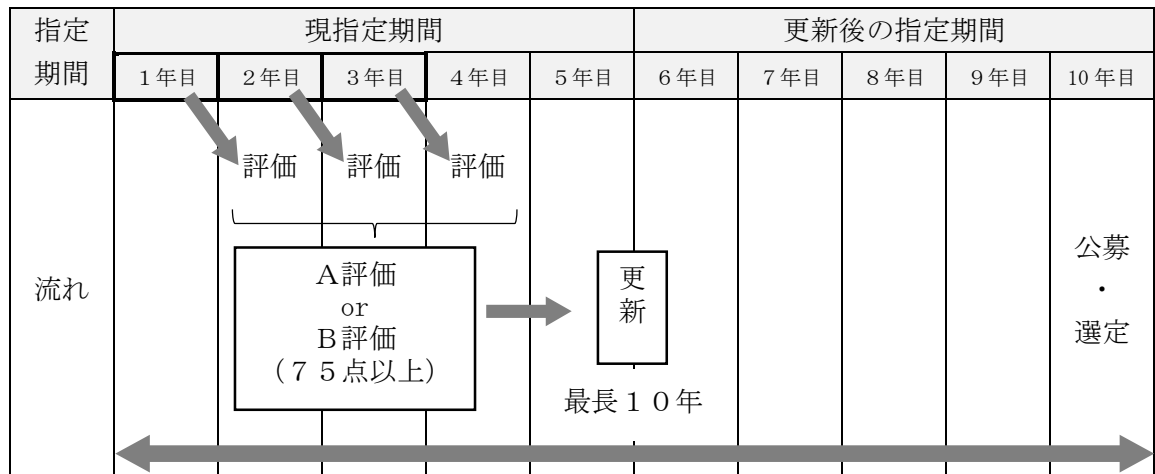 指定
期間
現指定期間
更新後の指定期間
1年目
2年目
3年目
4年目
5年目
6年目
7年目
8年目
9年目
10年目
流れ
評価
評価
評価
A評価
or
B評価
(75点以上)
更
新
最長10年
公募
・
選定